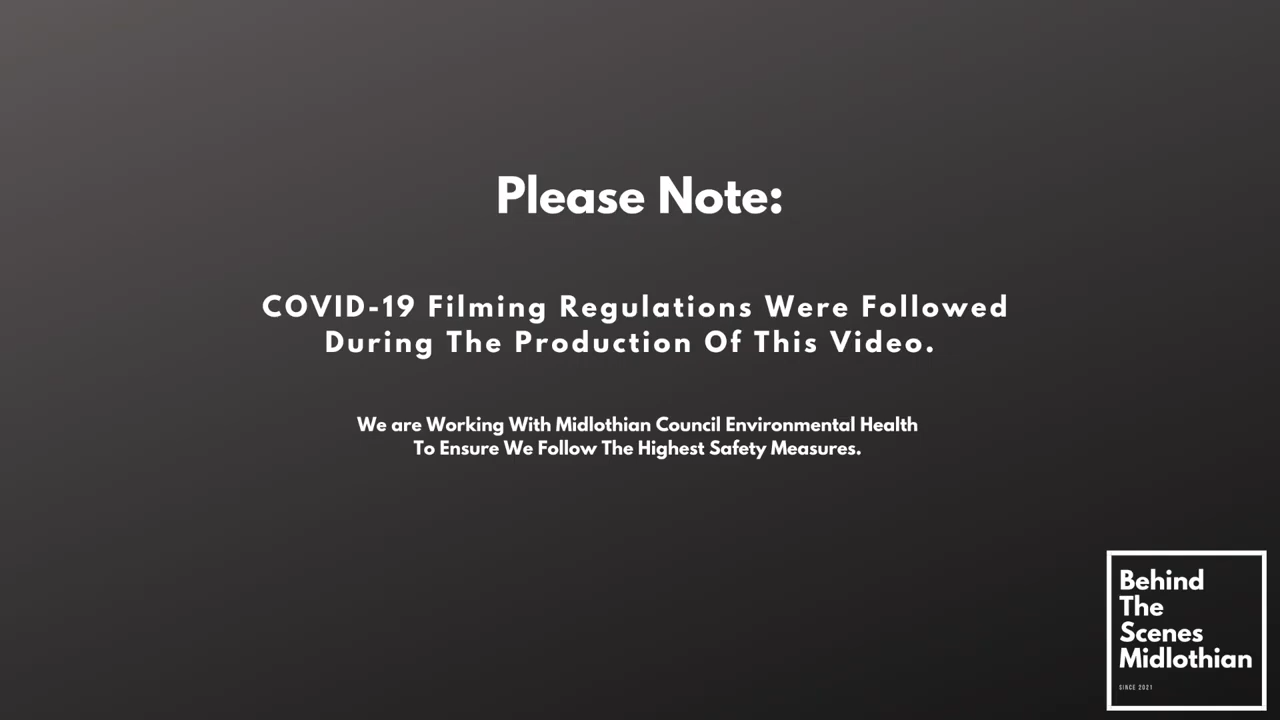 Please Note:
COVID-19 Filming Regulations Were Followed
During The Production Of This Video.
We are Working With Midlothian Council Environmental Health
To Ensure We Follow The Highest Safety Measures.
Behind
The
Scenes
Midlothian
SINCE 2021